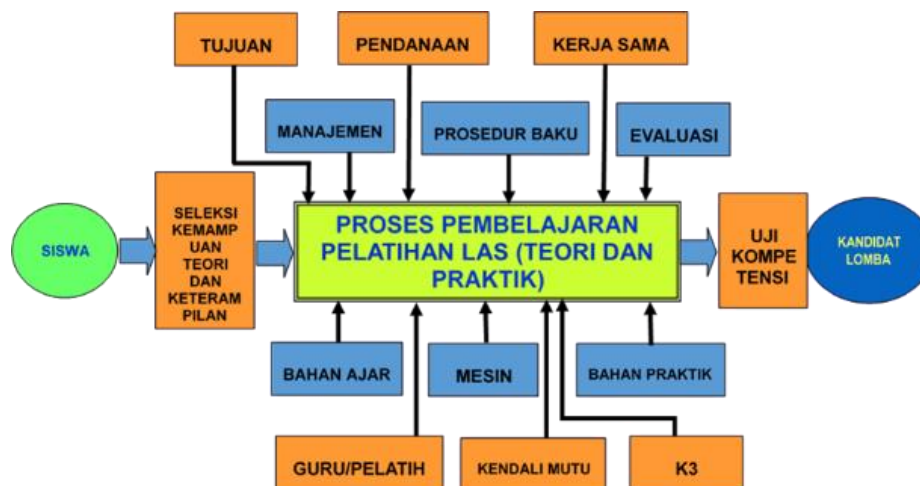 TUJUAN
PENDANAAN
KERJA SAMA
MANAJEMEN
PROSEDUR BAKU
EVALUASI
SISWA
SELEKSI
KEMAMP
UAN
TEORI
DAN
KETERAM
PILAN
PROSES PEMBELAJARAN
PELATIHAN LAS (TEORI DAN
PRAKTIK)
UJI
KOMPE
TENSI
KANDIDAT
LOMBA
BAHAN AJAR
MESIN
BAHAN PRAKTIK
GURU/PELATIH
KENDALI MUTU
K3